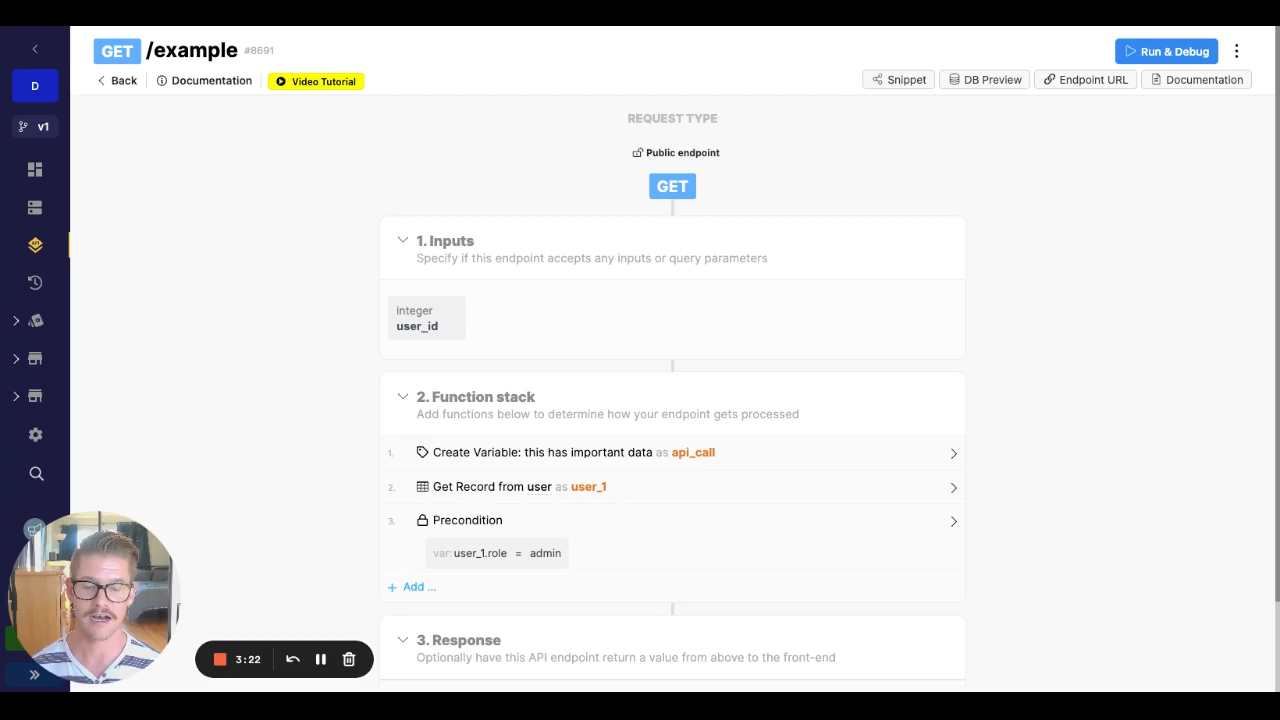 GET /example #8691
Run & Debug
Back
Documentation
Video Tutorial
Snippet
DB Preview
Endpoint URL
Documentation
D
v1
REQUEST TYPE
Public endpoint
GET
1. Inputs
Specify if this endpoint accepts any inputs or query parameters
integer
user_id
2. Function stack
Add functions below to determine how your endpoint gets processed
1. Create Variable: this has important data as api_call
2. Get Record from user as user_1
3. Precondition
var: user_1.role = admin
+ Add ...
3. Response
Optionally have this API endpoint return a value from above to the front-end
3:22